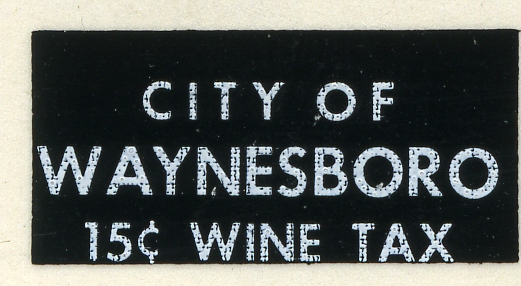 CITY OF
WAYNESBORO
15¢ WINE TAX